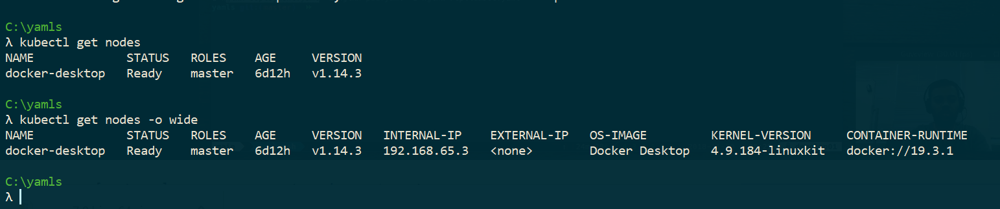 C:\yamls
λ kubectl get nodes
NAME STATUS ROLES AGE VERSION
docker-desktop Ready master 6d12h v1.14.3
C:\yamls
λ kubectl get nodes -o wide
NAME STATUS ROLES AGE VERSION INTERNAL-IP EXTERNAL-IP OS-IMAGE KERNEL-VERSION CONTAINER-RUNTIME
docker-desktop Ready master 6d12h v1.14.3 192.168.65.3 <none> Docker Desktop 4.9.184-linuxkit docker://19.3.1
C:\yamls
λ